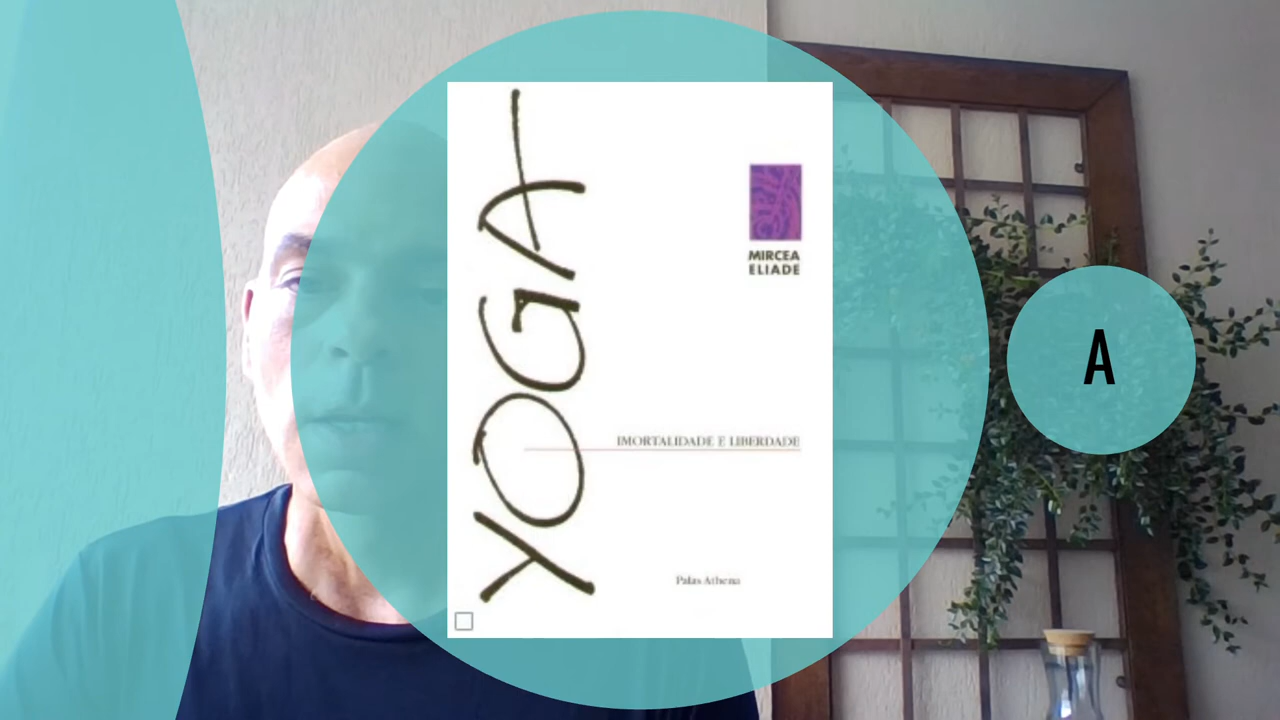 YOGA
MIRCEA
ELIADE
IMORTALIDADE E LIBERDADE
Palas Athena
A